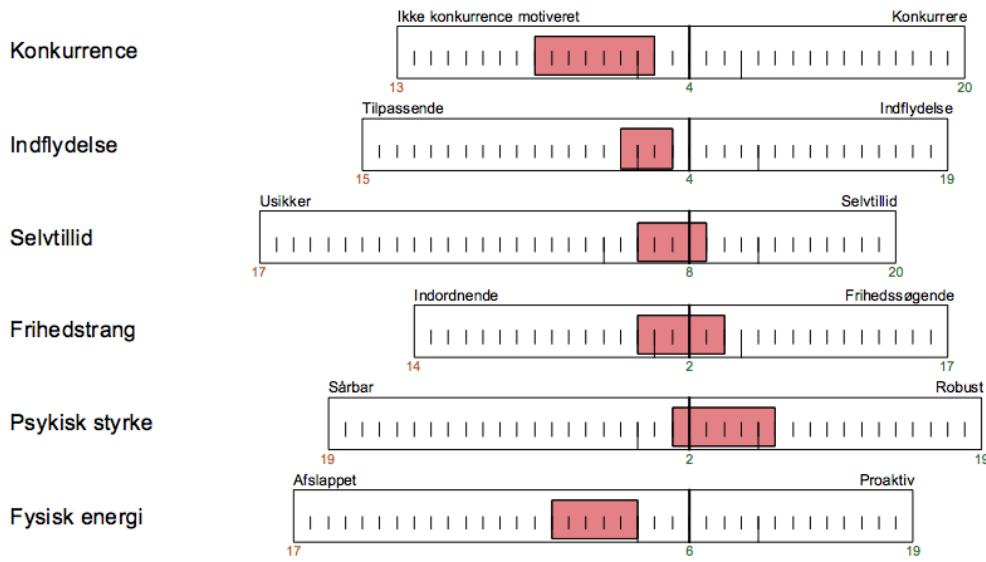 Ikke konkurrence motiveret Konkurrere
Konkurrence
13 4 20
Tilpassende Indflydelse
Indflydelse
15 4 19
Usikker Selvtillid
Selvtillid
17 8 20
Indordnende Frihedssøgende
Frihedstrang
14 2 17
Sårbar Robust
Psykisk styrke
19 2 19
Afslappet Proaktiv
Fysisk energi
17 6 19